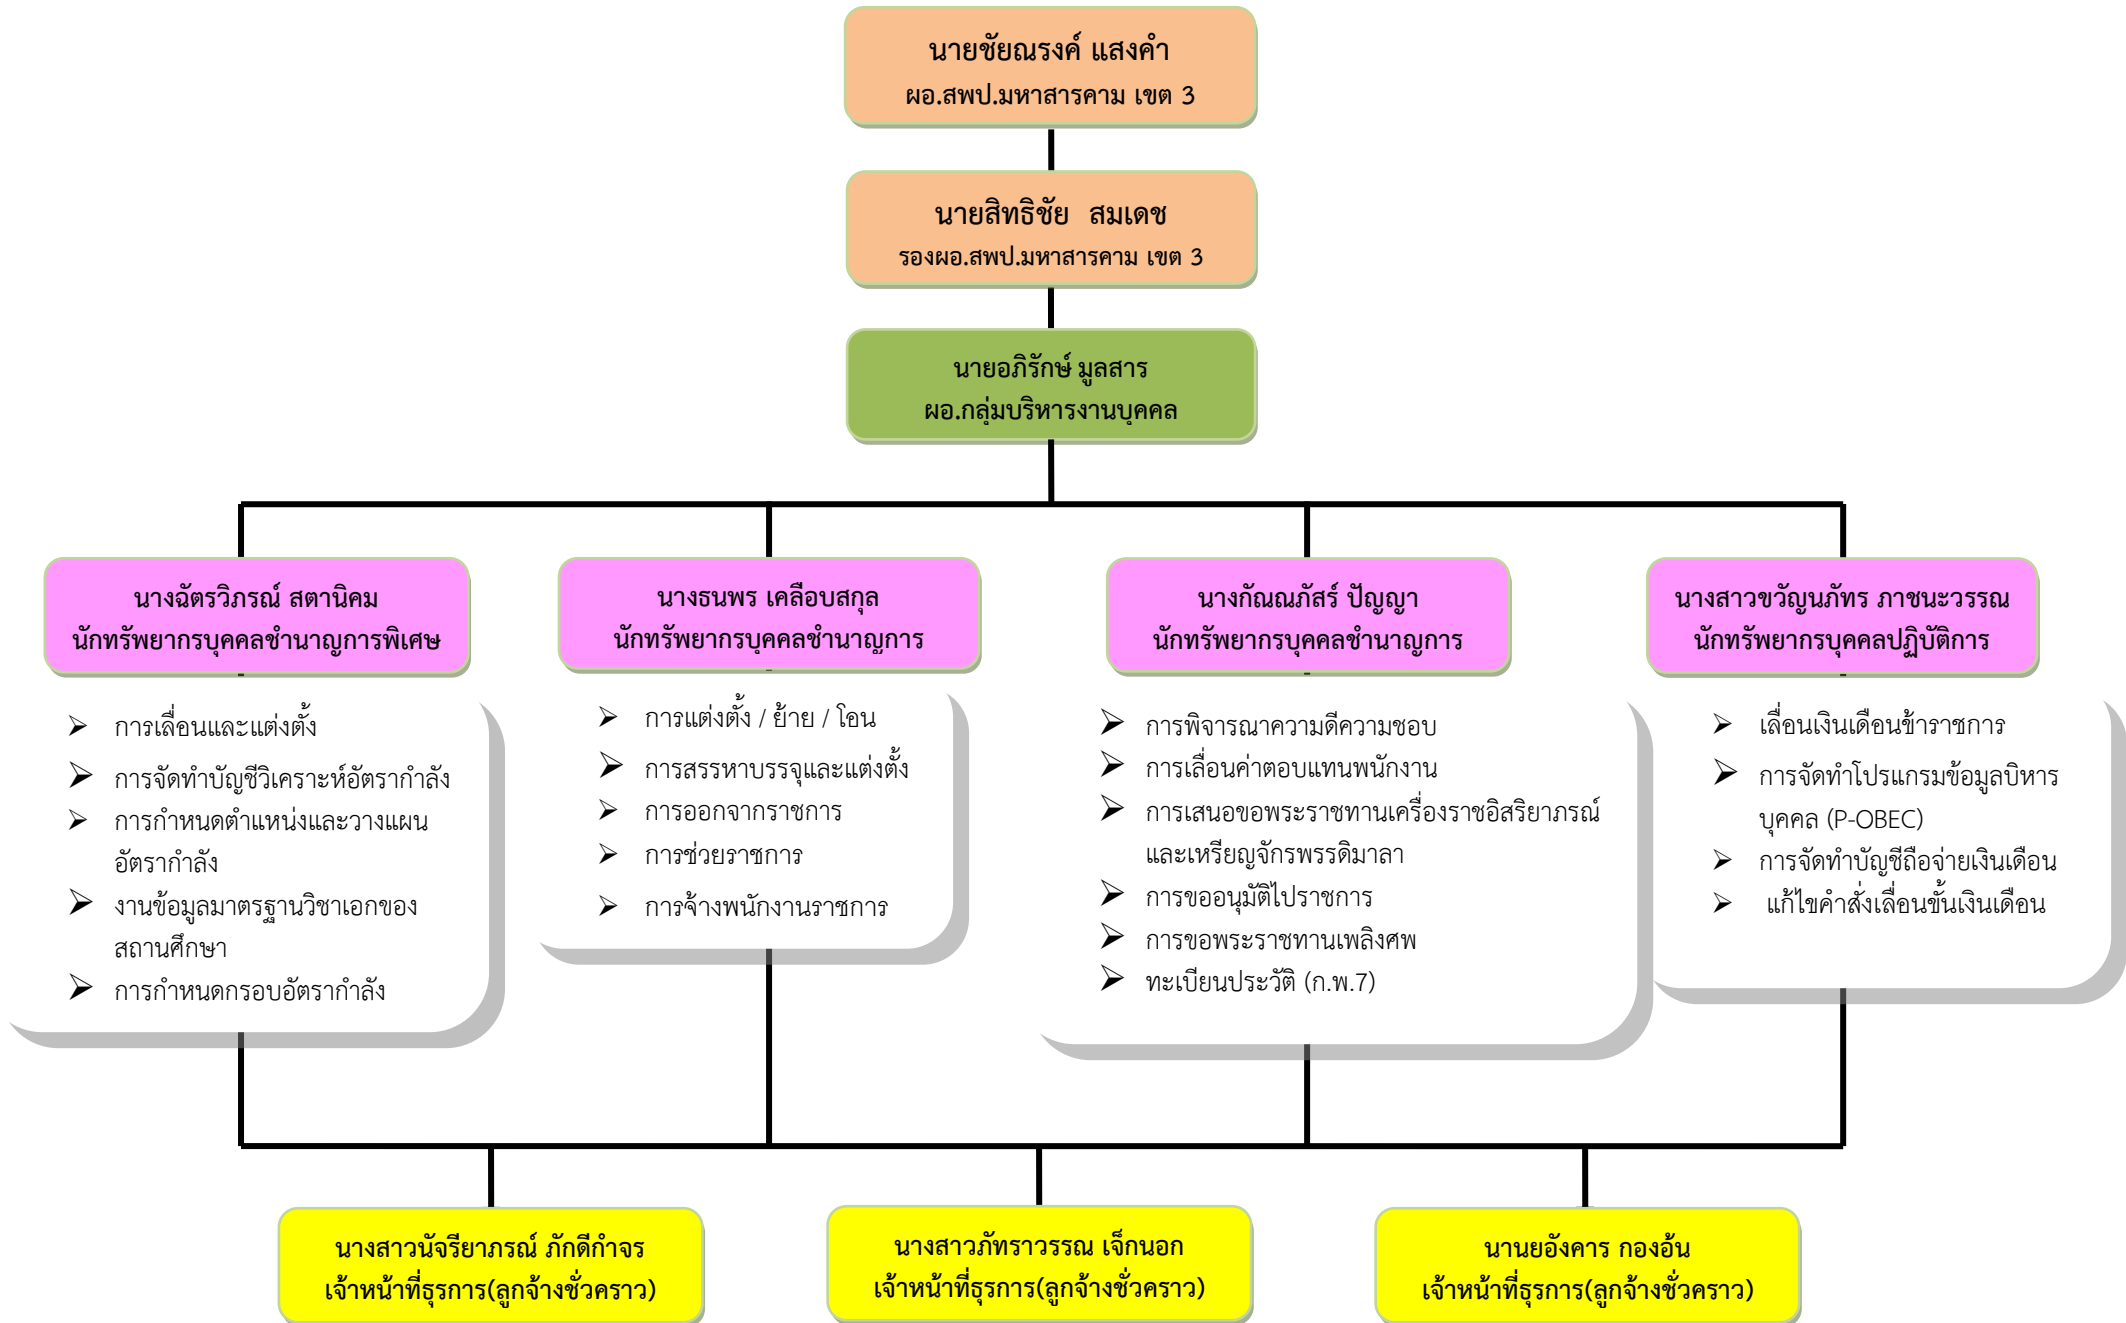 นายชัยณรงค์ แสงคำ
ผอ.สพป.มหาสารคาม เขต 3
นายสิทธิชัย สมเดช
รองผอ.สพป.มหาสารคาม เขต 3
นายอภิรักษ์ มูลสาร
ผอ.กลุ่มบริหารงานบุคคล
นางฉัตรวิภรณ์ สตานิคม
นักทรัพยากรบุคคลชำนาญการพิเศษ
➢ การเลื่อนและแต่งตั้ง
➢ การจัดทำบัญชีวิเคราะห์อัตรากำลัง
➢ การกำหนดตำแหน่งและวางแผน
อัตรากำลัง
➢ งานข้อมูลมาตรฐานวิชาเอกของ
สถานศึกษา
➢ การกำหนดกรอบอัตรากำลัง
นางธนพร เคลือบสกุล
นักทรัพยากรบุคคลชำนาญการ
➢ การแต่งตั้ง / ย้าย / โอน
➢ การสรรหาบรรจุและแต่งตั้ง
➢ การออกจากราชการ
➢ การช่วยราชการ
➢ การจ้างพนักงานราชการ
นางกัณณภัสร์ ปัญญา
นักทรัพยากรบุคคลชำนาญการ
➢ การพิจารณาความดีความชอบ
➢ การเลื่อนค่าตอบแทนพนักงาน
➢ การเสนอขอพระราชทานเครื่องราชอิสริยาภรณ์
และเหรียญจักรพรรดิมาลา
➢ การขออนุมัติไปราชการ
➢ การขอพระราชทานเพลิงศพ
➢ ทะเบียนประวัติ (ก.พ.7)
นางสาวขวัญนภัทร ภาชนะวรรณ
นักทรัพยากรบุคคลปฏิบัติการ
➢ เลื่อนเงินเดือนข้าราชการ
➢ การจัดทำโปรแกรมข้อมูลบิหาร
บุคคล (P-OBEC)
➢ การจัดทำบัญชีถือจ่ายเงินเดือน
➢ แก้ไขคำสั่งเลื่อนขั้นเงินเดือน
นางสาวนัจรียาภรณ์ ภักดีกำจร
เจ้าหน้าที่ธุรการ(ลูกจ้างชั่วคราว)
นางสาวภัทราวรรณ เจ็กนอก
เจ้าหน้าที่ธุรการ(ลูกจ้างชั่วคราว)
นานยอังคาร กองอ้น
เจ้าหน้าที่ธุรการ(ลูกจ้างชั่วคราว)